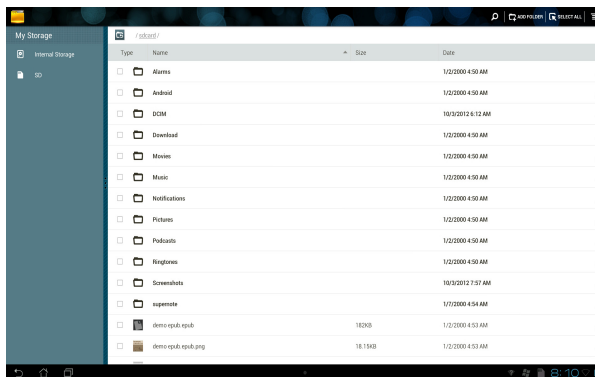 ADD FOLDER SELECT ALL
My Storage
/ sdcard /
Internal Storage
SD
Type Name Size Date
Alarms 1/2/2000 4:50 AM
Android 1/2/2000 4:50 AM
DCIM 10/3/2012 6:12 AM
Download 1/2/2000 4:50 AM
Movies 1/2/2000 4:50 AM
Music 1/2/2000 4:50 AM
Notifications 1/2/2000 4:50 AM
Pictures 1/2/2000 4:50 AM
Podcasts 1/2/2000 4:50 AM
Ringtones 1/2/2000 4:50 AM
Screenshots 10/3/2012 7:57 AM
supernote 1/7/2000 4:54 AM
demo epub.epub 182KB 1/2/2000 4:53 AM
demo epub.epub.png 18.15KB 1/2/2000 4:53 AM
8:10